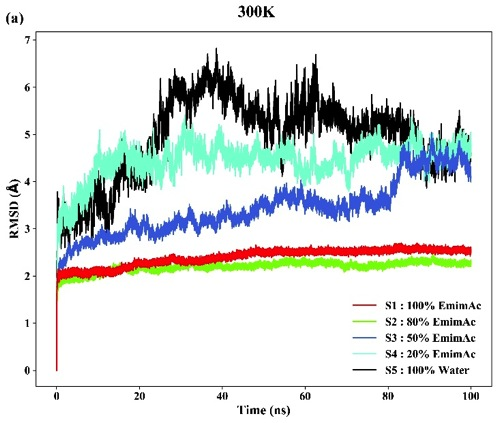 (a)
300K
7
6
5
4
3
2
1
0
RMSD (Å)
S1 : 100% EmimAc
S2 : 80% EmimAc
S3 : 50% EmimAc
S4 : 20% EmimAc
S5 : 100% Water
0 20 40 60 80 100
Time (ns)